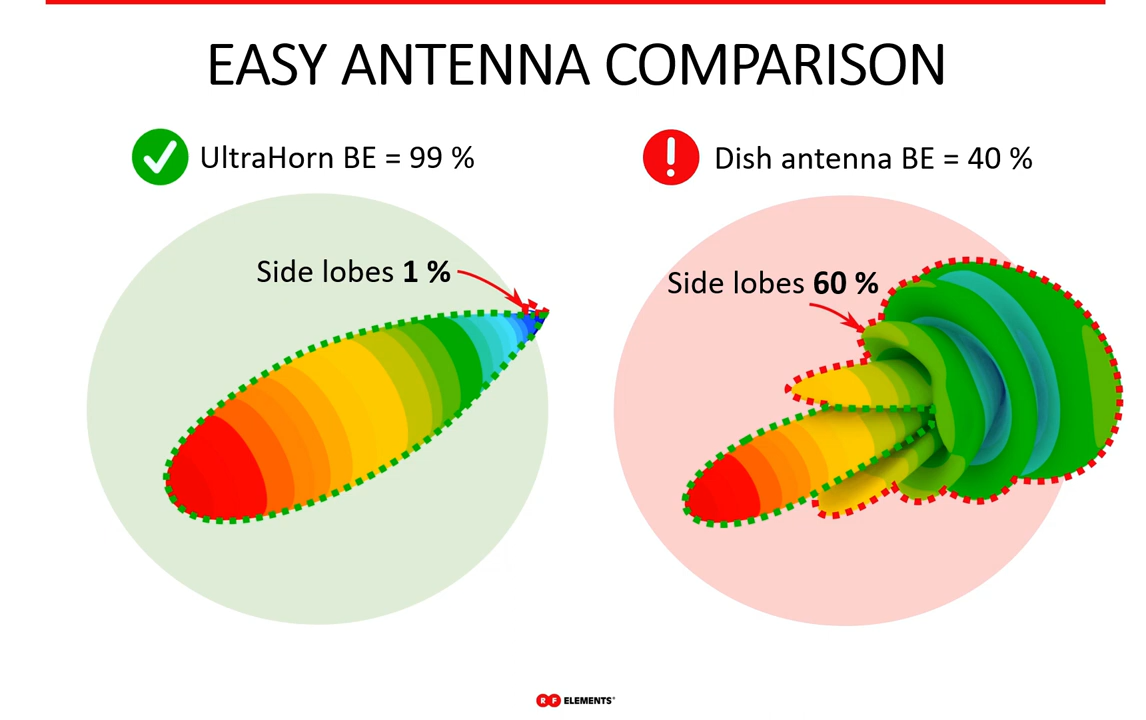 EASY ANTENNA COMPARISON
UltraHorn BE = 99 %
Dish antenna BE = 40 %
Side lobes 1 %
Side lobes 60 %
RF ELEMENTS®